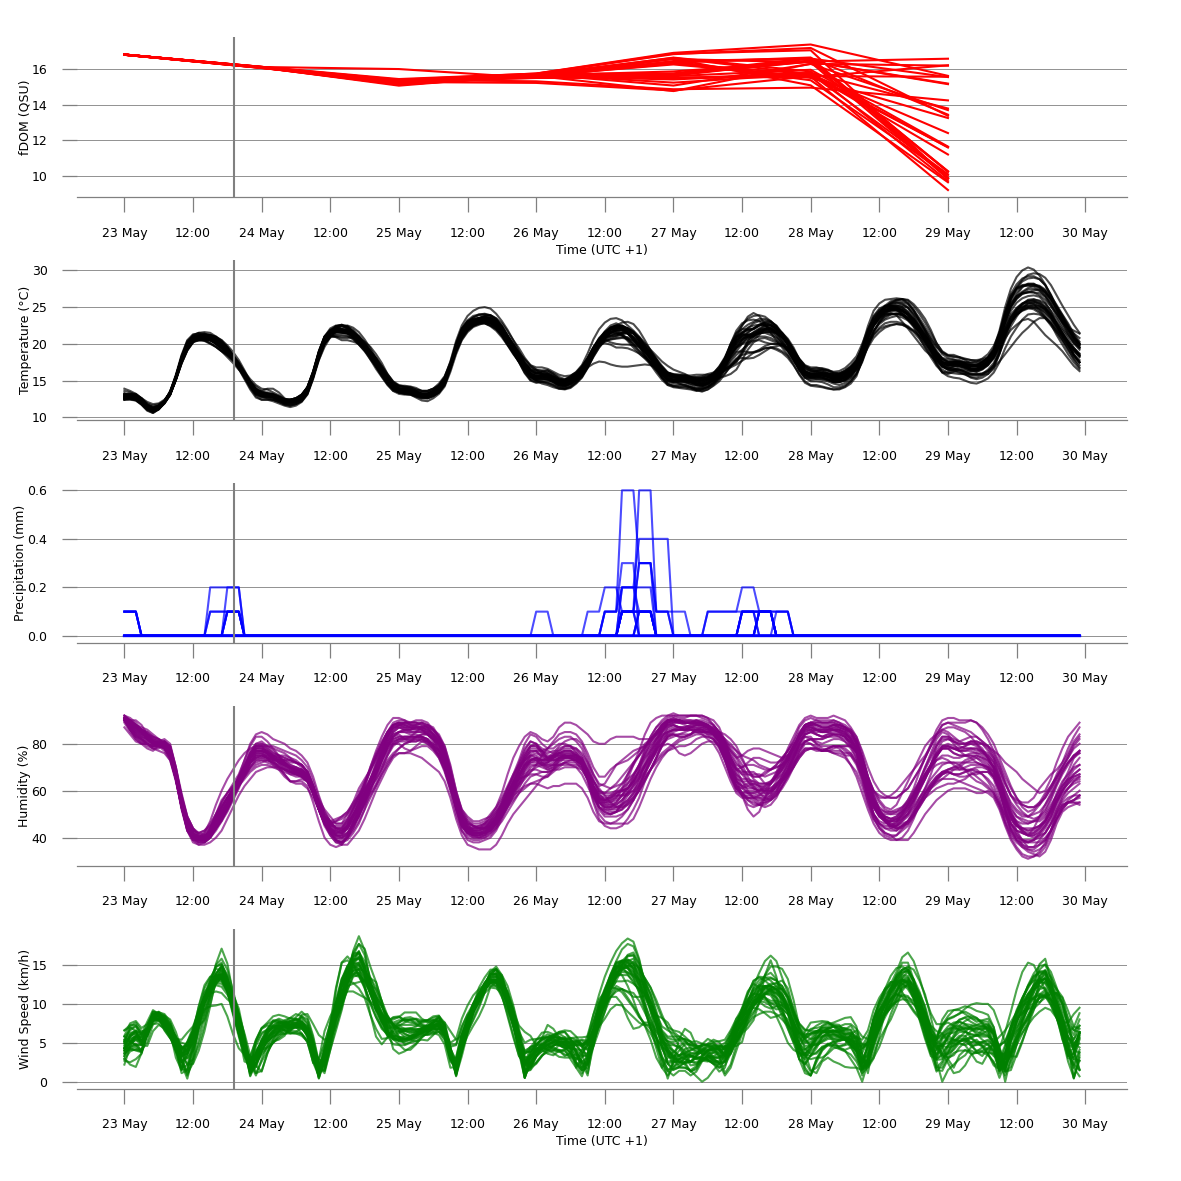 fDOM (QSU)
16
14
12
10
23 May 12:00 24 May 12:00 25 May 12:00 26 May 12:00 27 May 12:00 28 May 12:00 29 May 12:00 30 May
Time (UTC +1)
Temperature (°C)
30
25
20
15
10
23 May 12:00 24 May 12:00 25 May 12:00 26 May 12:00 27 May 12:00 28 May 12:00 29 May 12:00 30 May
Precipitation (mm)
0.6
0.4
0.2
0.0
23 May 12:00 24 May 12:00 25 May 12:00 26 May 12:00 27 May 12:00 28 May 12:00 29 May 12:00 30 May
Humidity (%)
80
60
40
23 May 12:00 24 May 12:00 25 May 12:00 26 May 12:00 27 May 12:00 28 May 12:00 29 May 12:00 30 May
Wind Speed (km/h)
15
10
5
0
23 May 12:00 24 May 12:00 25 May 12:00 26 May 12:00 27 May 12:00 28 May 12:00 29 May 12:00 30 May
Time (UTC +1)